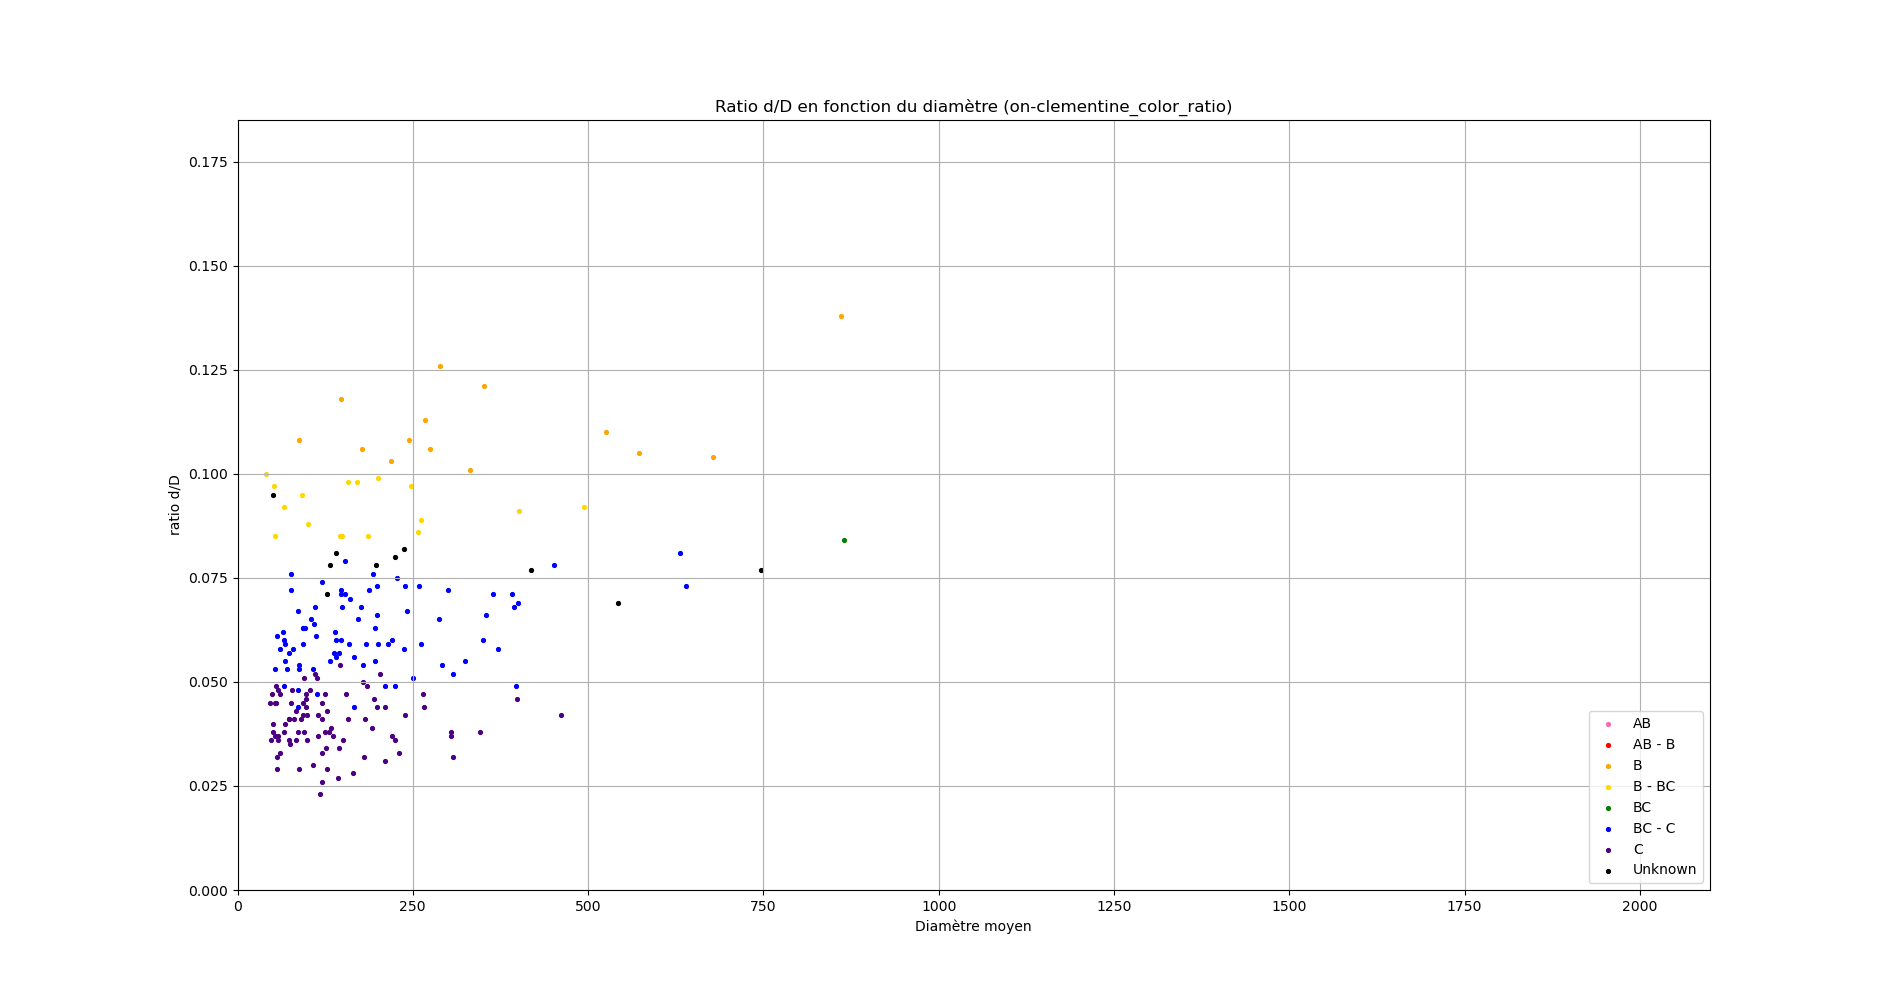 Ratio d/D en fonction du diamètre (on-clementine_color_ratio)
0.175
0.150
0.125
0.100
0.075
0.050
0.025
0.000
ratio d/D
0 250 500 750 1000 1250 1500 1750 2000
Diamètre moyen
AB
AB - B
B
B - BC
BC
BC - C
C
Unknown